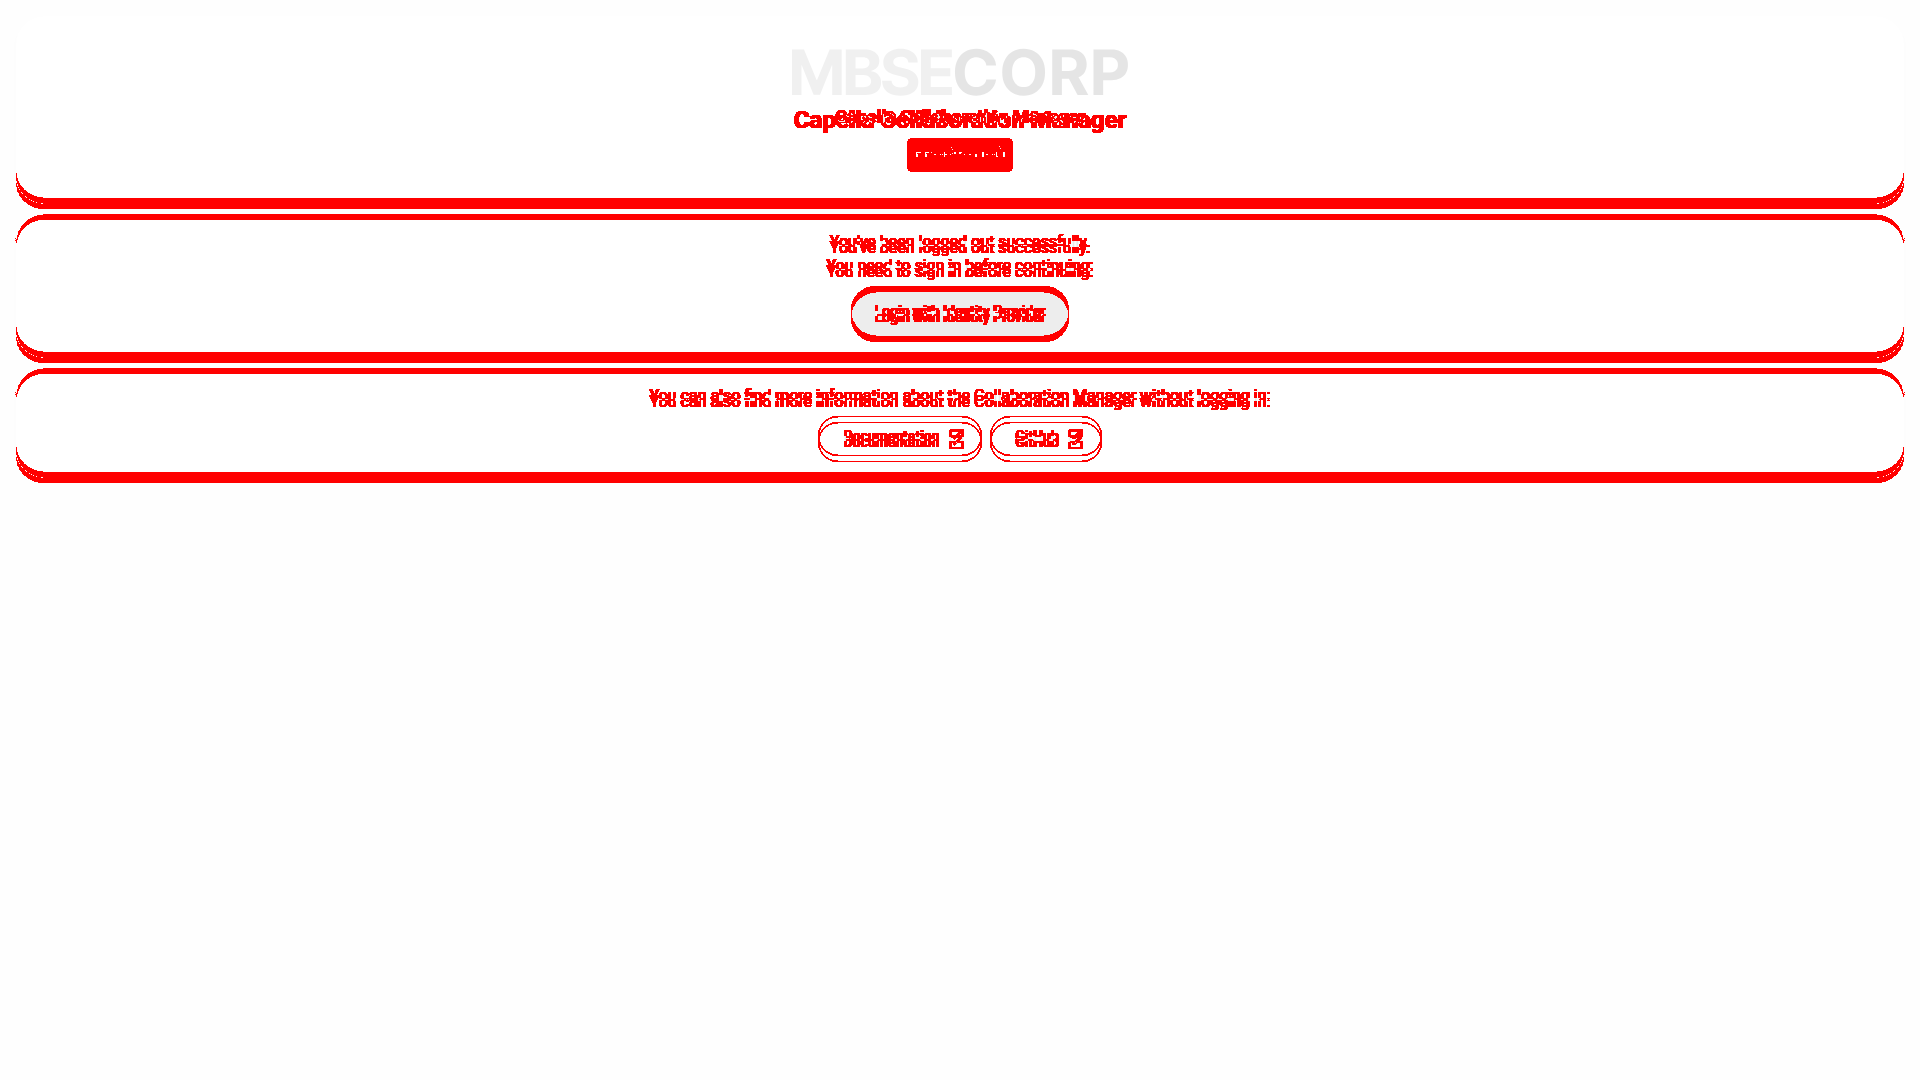 MBSECORP
Capella Collaboration Manager
You've been logged out successfully.
You need to sign in before continuing.
Login with Identity Provider
You can also find more information about the Collaboration Manager without logging in:
Documentation
GitHub